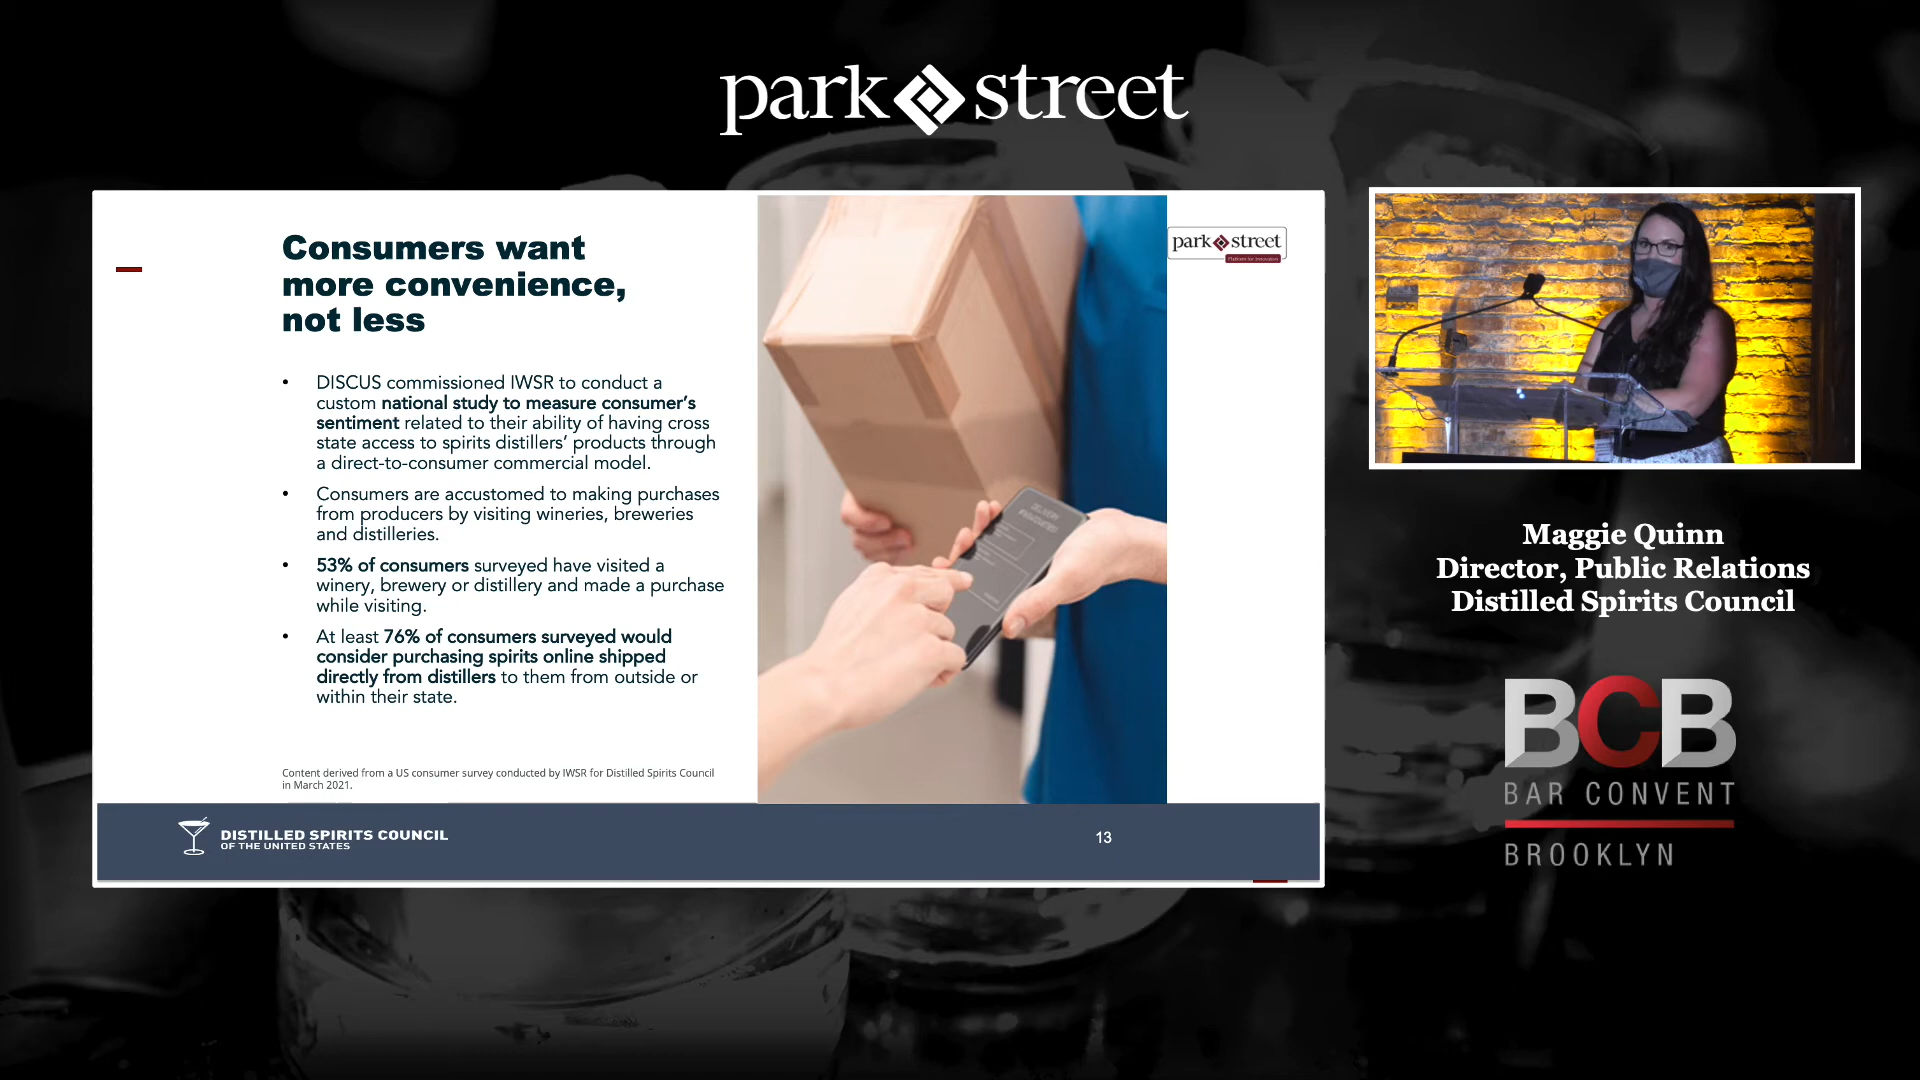 park street
Consumers want
more convenience,
not less
park street
Platform for Innovation
• DISCUS commissioned IWSR to conduct a
custom national study to measure consumer's
sentiment related to their ability of having cross
state access to spirits distillers' products through
a direct-to-consumer commercial model.
• Consumers are accustomed to making purchases
from producers by visiting wineries, breweries
and distilleries.
• 53% of consumers surveyed have visited a
winery, brewery or distillery and made a purchase
while visiting.
• At least 76% of consumers surveyed would
consider purchasing spirits online shipped
directly from distillers to them from outside or
within their state.
Content derived from a US consumer survey conducted by IWSR for Distilled Spirits Council
in March 2021.
DISTILLED SPIRITS COUNCIL
OF THE UNITED STATES
13
Maggie Quinn
Director, Public Relations
Distilled Spirits Council
BCB
BAR CONVENT
BROOKLYN